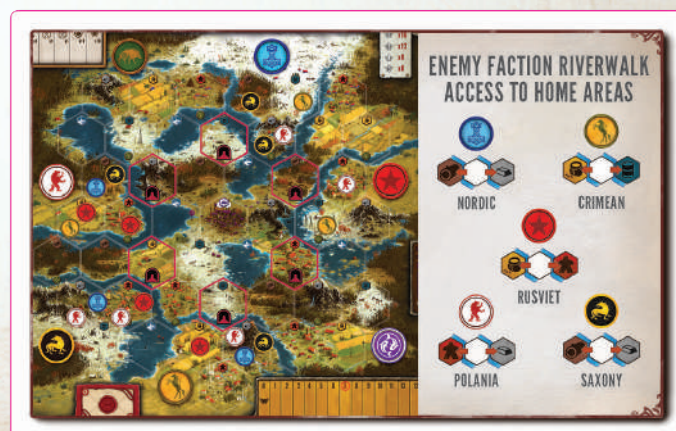 ENEMY FACTION RIVERWALK
ACCESS TO HOME AREAS
NORDIC
CRIMEAN
RUSVIET
POLANIA
SAXONY